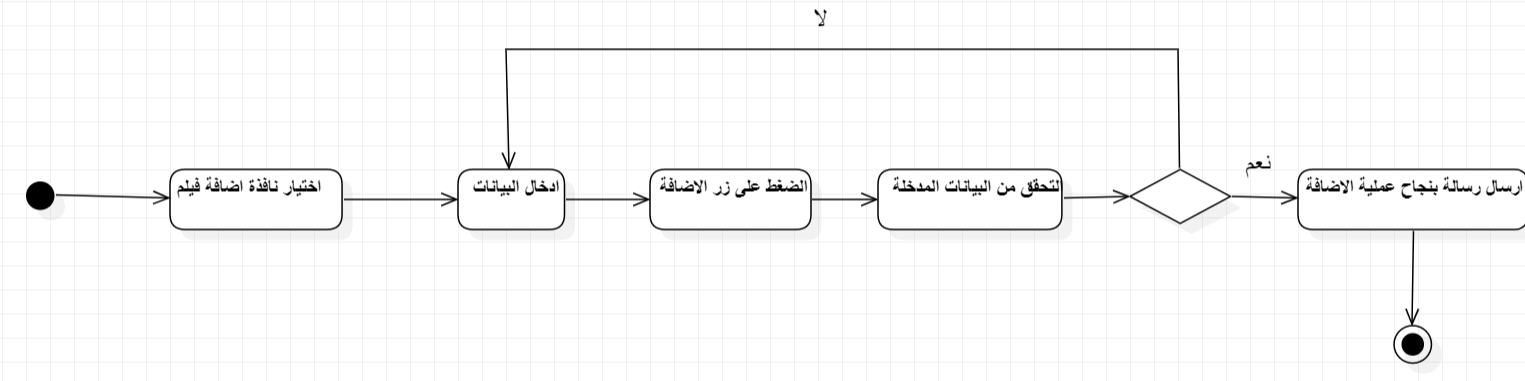 لا
اختيار نافذة اضافة فيلم
ادخال البيانات
الضغط على زر الاضافة
لتحقق من البيانات المدخلة
نعم
ارسال رسالة بنجاح عملية الاضافة